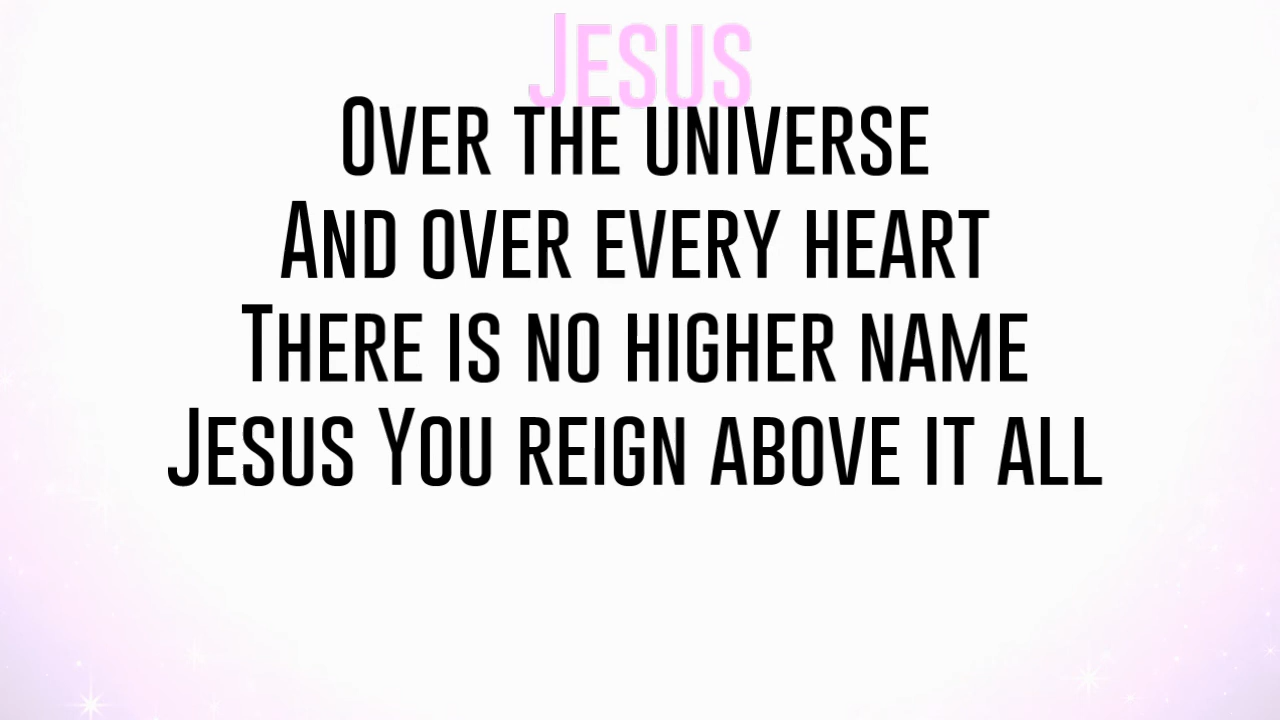 Jesus
Over the universe
And over every heart
There is no higher name
Jesus You reign above it all